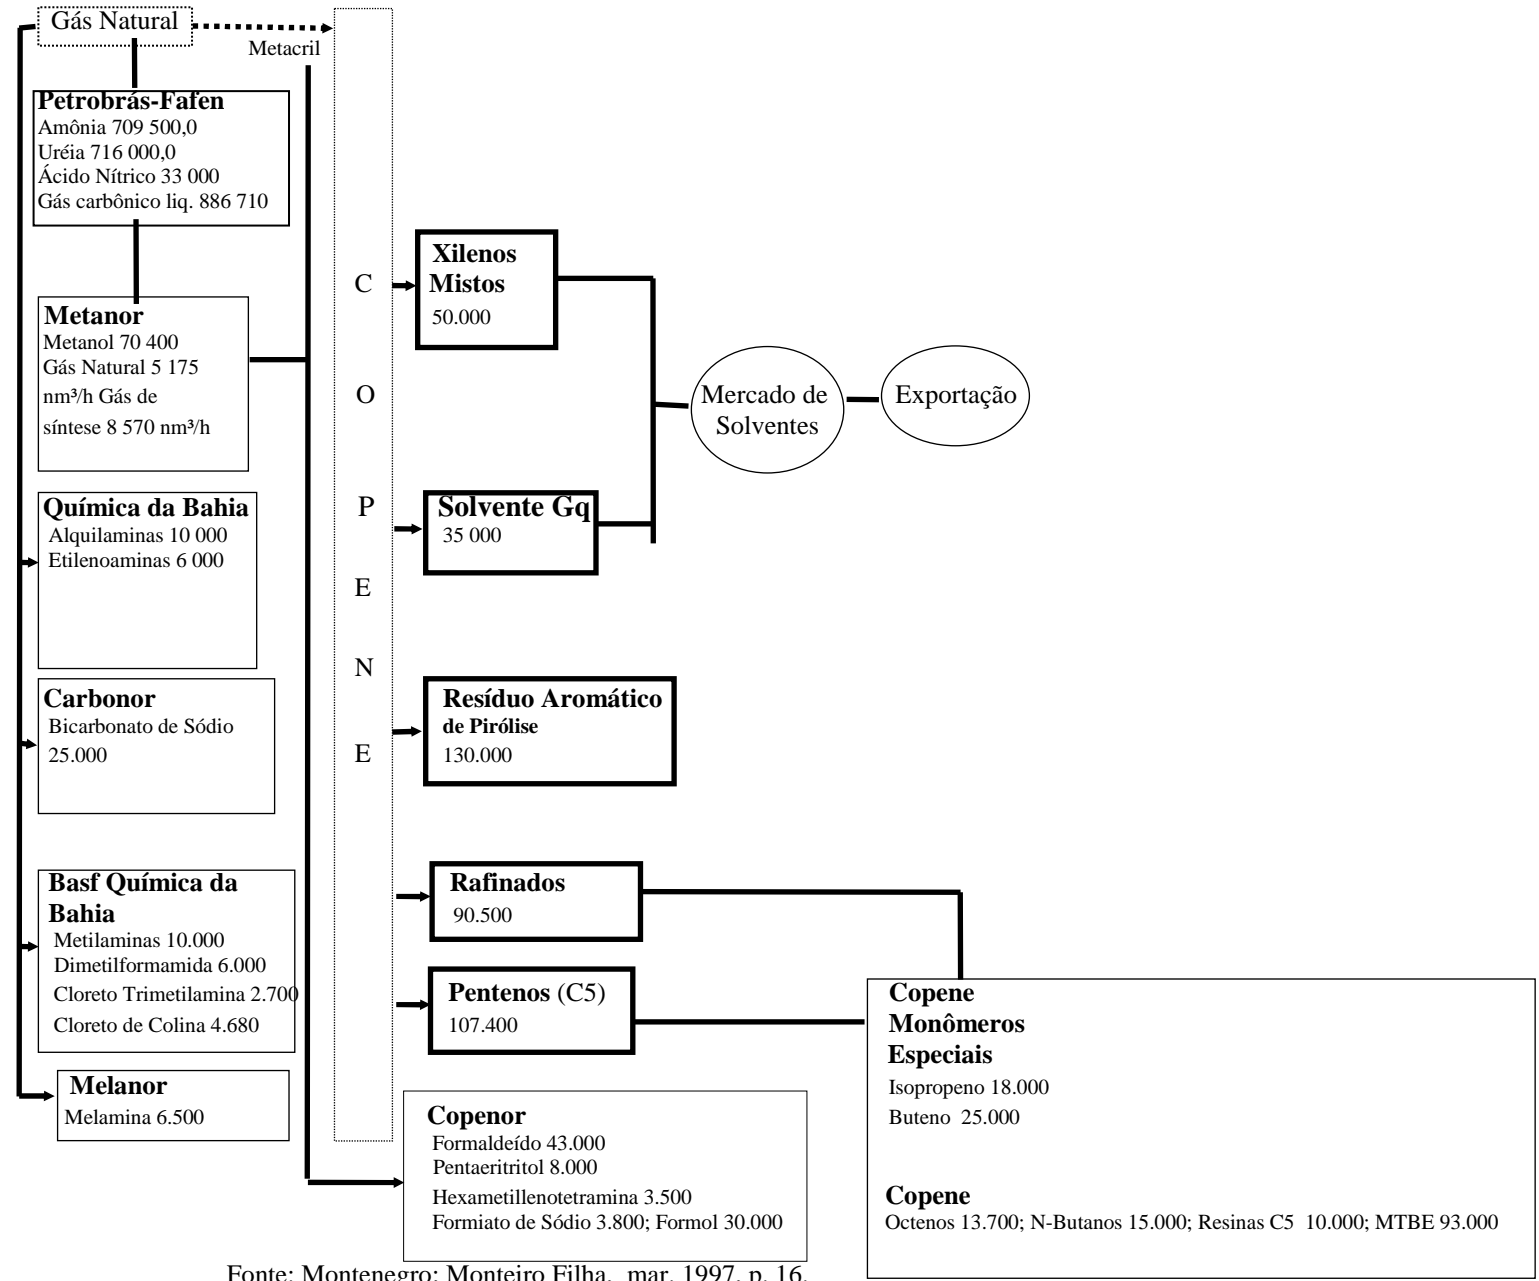 Gás Natural
Metacril
Petrobrás-Fafen
Amônia 709 500,0
Uréia 716 000,0
Ácido Nítrico 33 000
Gás carbônico liq. 886 710
Metanor
Metanol 70 400
Gás Natural 5 175
nm³/h Gás de
síntese 8 570 nm³/h
Química da Bahia
Alquilaminas 10 000
Etilenoaminas 6 000
Carbonor
Bicarbonato de Sódio
25.000
Basf Química da
Bahia
Metilaminas 10.000
Dimetilformamida 6.000
Cloreto Trimetilamina 2.700
Cloreto de Colina 4.680
Melanor
Melamina 6.500
C
O
P
E
N
E
Xilenos
Mistos
50.000
Solvente Gq
35 000
Mercado de
Solventes
Exportação
Resíduo Aromático
de Pirólise
130.000
Rafinados
90.500
Pentenos (C5)
107.400
Copenor
Formaldeído 43.000
Pentaeritritol 8.000
Hexametillenotetramina 3.500
Formiato de Sódio 3.800; Formol 30.000
Copene
Monômeros
Especiais
Isopropeno 18.000
Buteno 25.000
Copene
Octenos 13.700; N-Butanos 15.000; Resinas C5 10.000; MTBE 93.000
Fonte: Montenegro; Monteiro Filha, mar. 1997, p. 16.